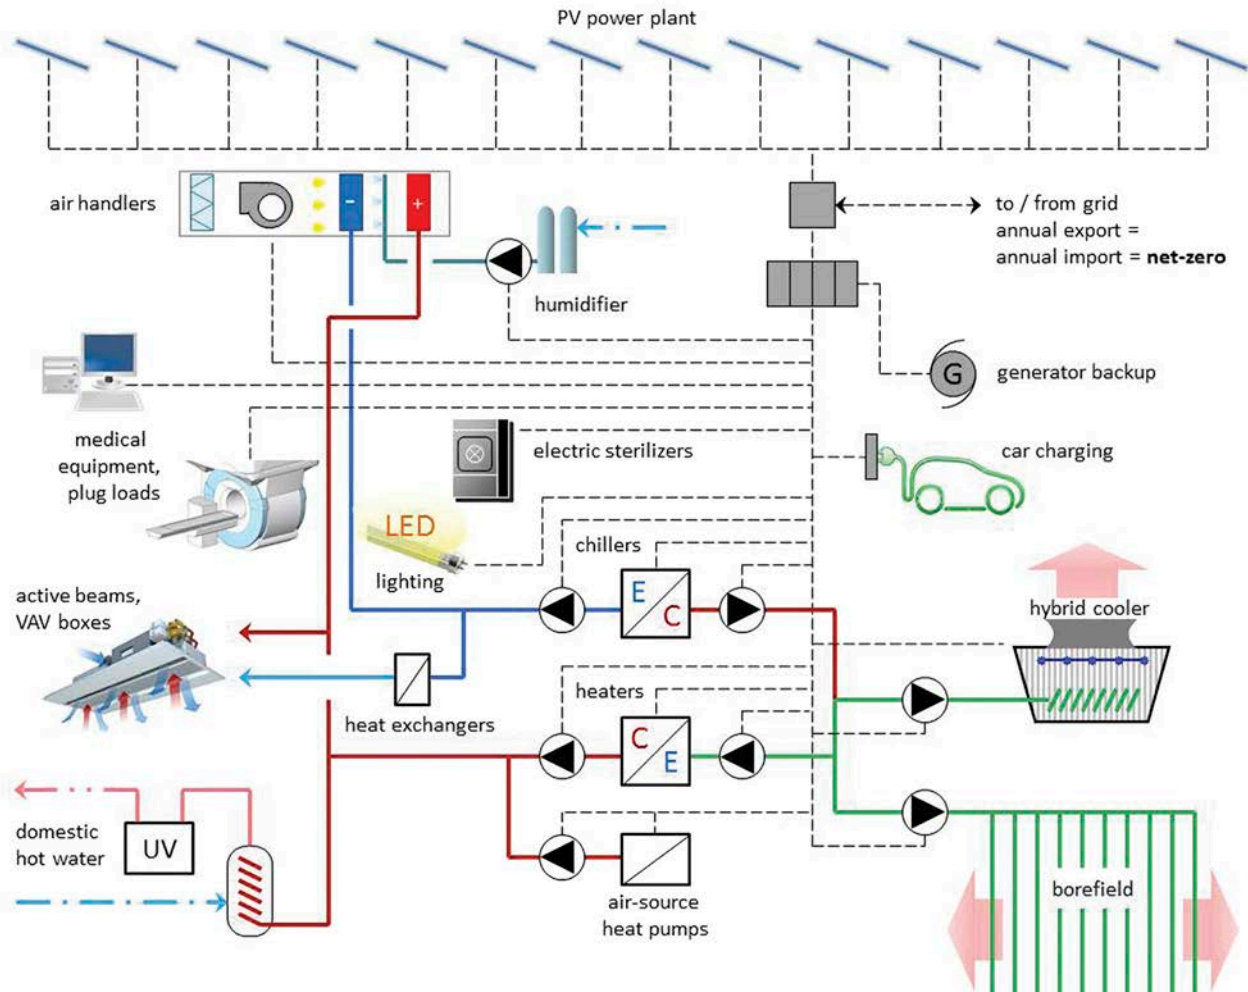 PV power plant
air handlers
-
+
to / from grid
annual export =
annual import = net-zero
humidifier
G
generator backup
medical
equipment,
plug loads
electric sterilizers
car charging
LED
lighting
chillers
E
C
hybrid cooler
active beams,
VAV boxes
heat exchangers
heaters
C
E
domestic
hot water
UV
air-source
heat pumps
borefield